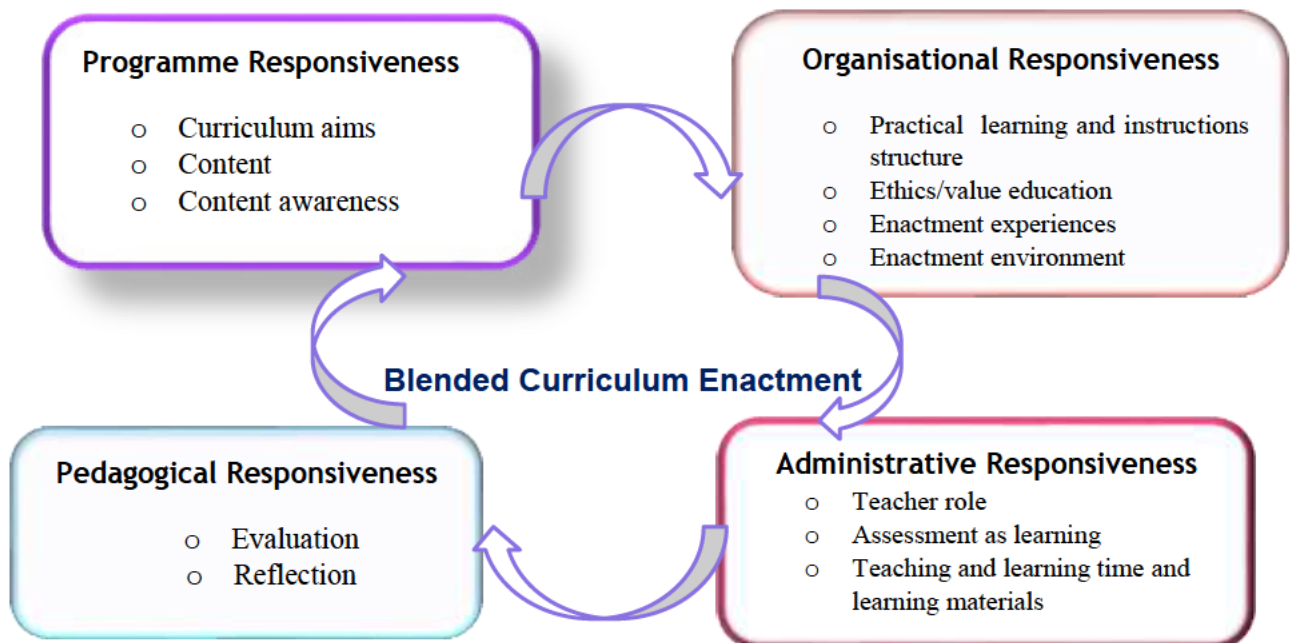 Programme Responsiveness
o Curriculum aims
o Content
o Content awareness
Organisational Responsiveness
o Practical learning and instructions
structure
o Ethics/value education
o Enactment experiences
o Enactment environment
Blended Curriculum Enactment
Pedagogical Responsiveness
o Evaluation
o Reflection
Administrative Responsiveness
o Teacher role
o Assessment as learning
o Teaching and learning time and
learning materials